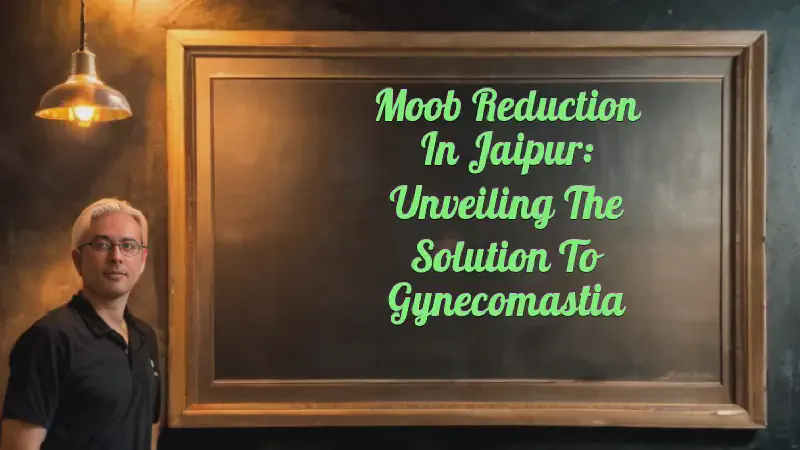 Moob Reduction
In Jaipur:
Unveiling The
Solution To
Gynecomastia